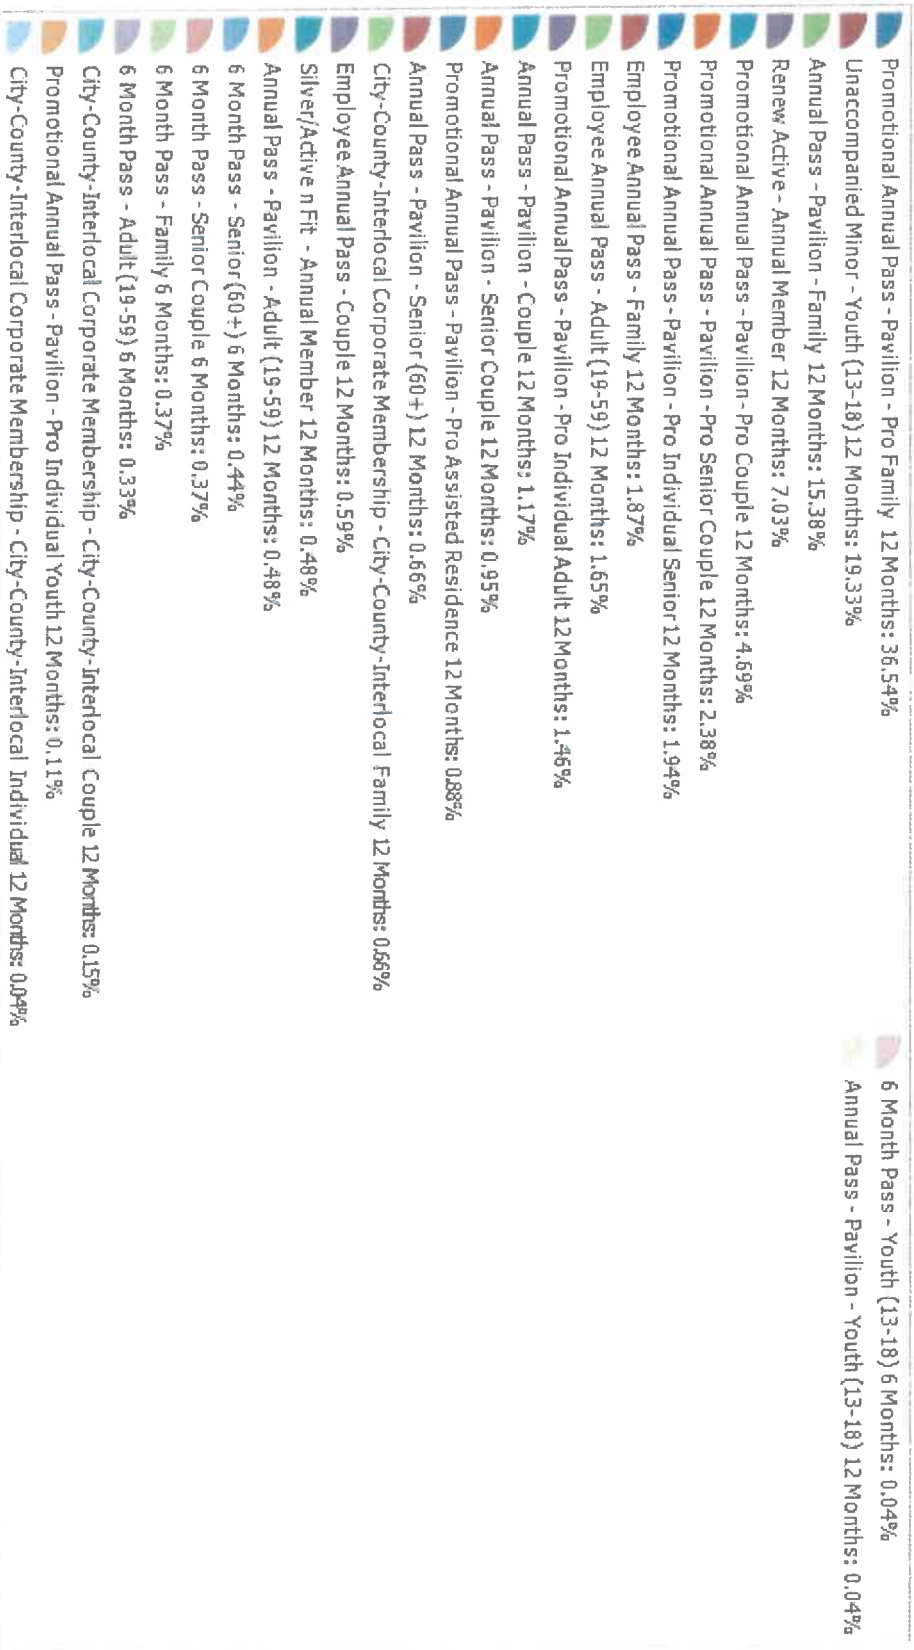 Promotional Annual Pass - Pavilion - Pro Family 12 Months: 36.54%
Unaccompanied Minor - Youth (13-18) 12 Months: 19.33%
Annual Pass - Pavilion - Family 12 Months: 15.38%
Renew Active - Annual Member 12 Months: 7.03%
Promotional Annual Pass - Pavilion - Pro Couple 12 Months: 4.69%
Promotional Annual Pass - Pavilion - Pro Senior Couple 12 Months: 2.38%
Promotional Annual Pass - Pavilion - Pro Individual Senior 12 Months: 1.94%
Employee Annual Pass - Family 12 Months: 1.87%
Employee Annual Pass - Adult (19-59) 12 Months: 1.65%
Promotional Annual Pass - Pavilion - Pro Individual Adult 12 Months: 1.46%
Annual Pass - Pavilion - Couple 12 Months: 1.17%
Annual Pass - Pavilion - Senior Couple 12 Months: 0.95%
Promotional Annual Pass - Pavilion - Pro Assisted Residence 12 Months: 0.88%
Annual Pass - Pavilion - Senior (60+) 12 Months: 0.66%
City-County-Interlocal Corporate Membership - City-County-Interlocal Family 12 Months: 0.66%
Employee Annual Pass - Couple 12 Months: 0.59%
Silver/Active n Fit - Annual Member 12 Months: 0.48%
Annual Pass - Pavilion - Adult (19-59) 12 Months: 0.48%
6 Month Pass - Senior (60+) 6 Months: 0.44%
6 Month Pass - Senior Couple 6 Months: 0.37%
6 Month Pass - Family 6 Months: 0.37%
6 Month Pass - Adult (19-59) 6 Months: 0.33%
City-County-Interlocal Corporate Membership - City-County-Interlocal Couple 12 Months: 0.15%
Promotional Annual Pass - Pavilion - Pro Individual Youth 12 Months: 0.11%
City-County-Interlocal Corporate Membership - City-County-Interlocal Individual 12 Months: 0.04%
6 Month Pass - Youth (13-18) 6 Months: 0.04%
Annual Pass - Pavilion - Youth (13-18) 12 Months: 0.04%